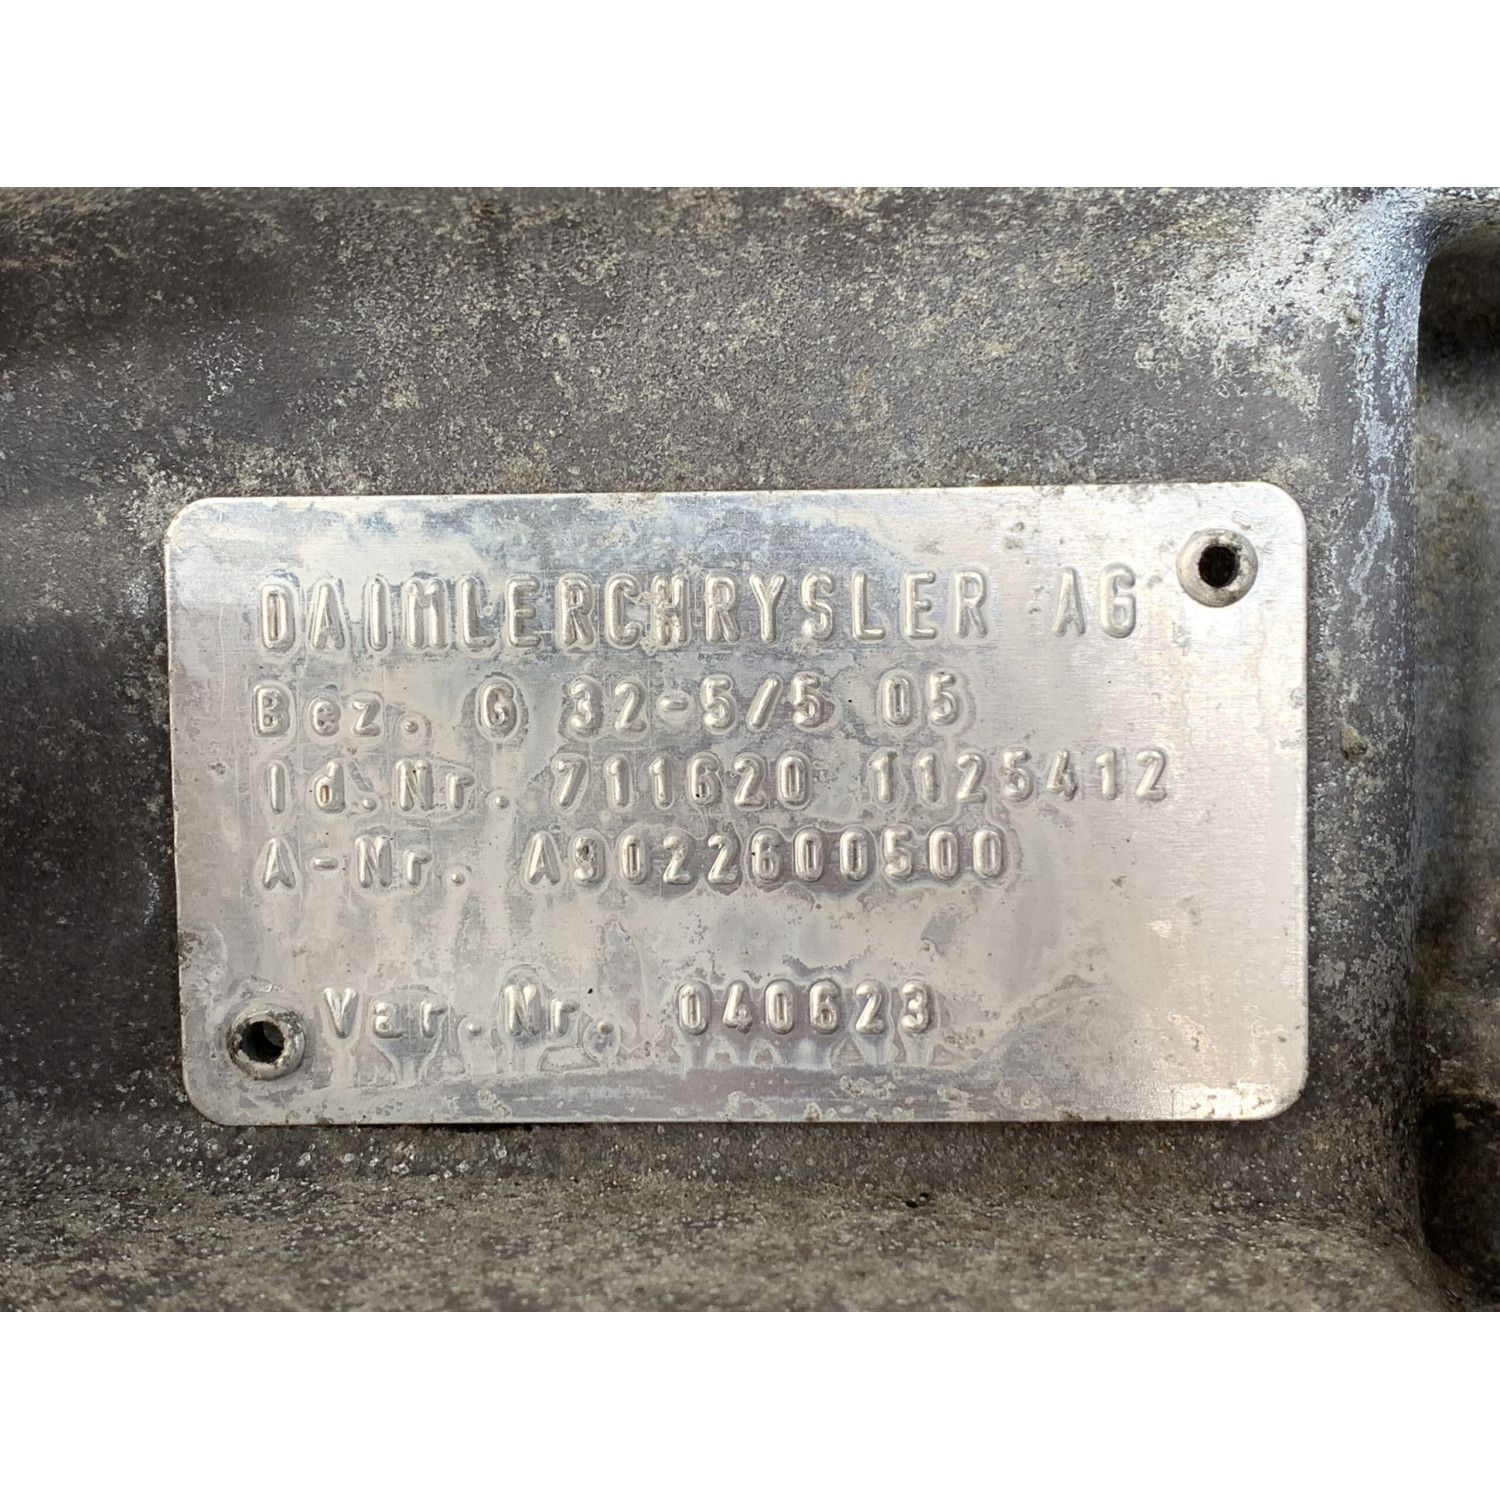 DAIMLERCHRYSLER AG
Bez. G 32-5/5 05
Id.Nr. 711620 1125412
A-Nr. A9022600500
Var.Nr. 040623